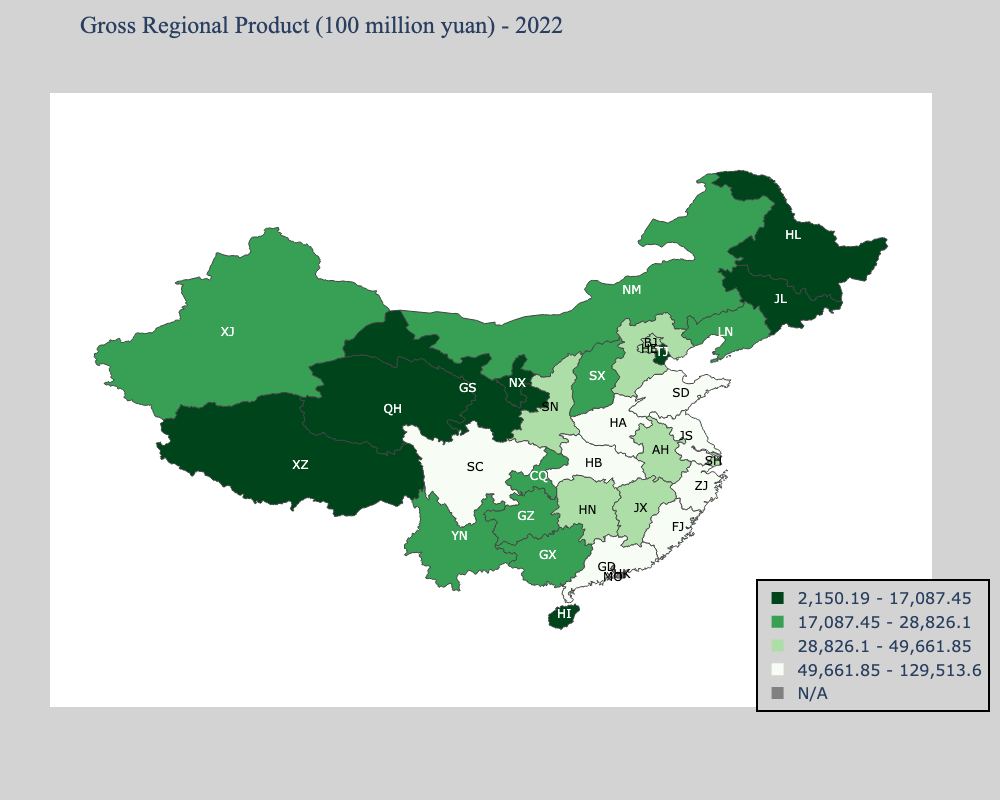 Gross Regional Product (100 million yuan) - 2022
HL
NM
JL
XJ
LN
BJ
HE
TJ
SX
NX
GS
SD
QH
SN
HA
JS
AH
SH
HB
XZ
SC
CQ
ZJ
HN
JX
GZ
FJ
YN
GX
GD
HK
MO
HI
2,150.19 - 17,087.45
17,087.45 - 28,826.1
28,826.1 - 49,661.85
49,661.85 - 129,513.6
N/A